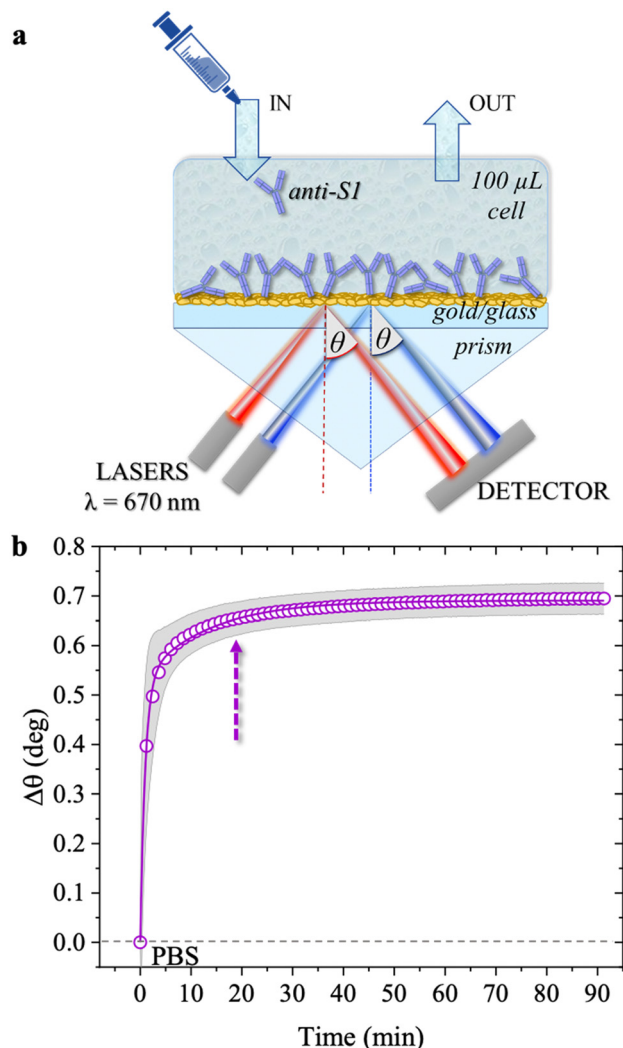 a
IN
OUT
anti-S1
100 µL
cell
gold/glass
θ
θ
prism
LASERS
λ = 670 nm
DETECTOR
b
0.8
0.7
0.6
0.5
0.4
0.3
0.2
0.1
0.0
Δθ (deg)
PBS
0 10 20 30 40 50 60 70 80 90
Time (min)